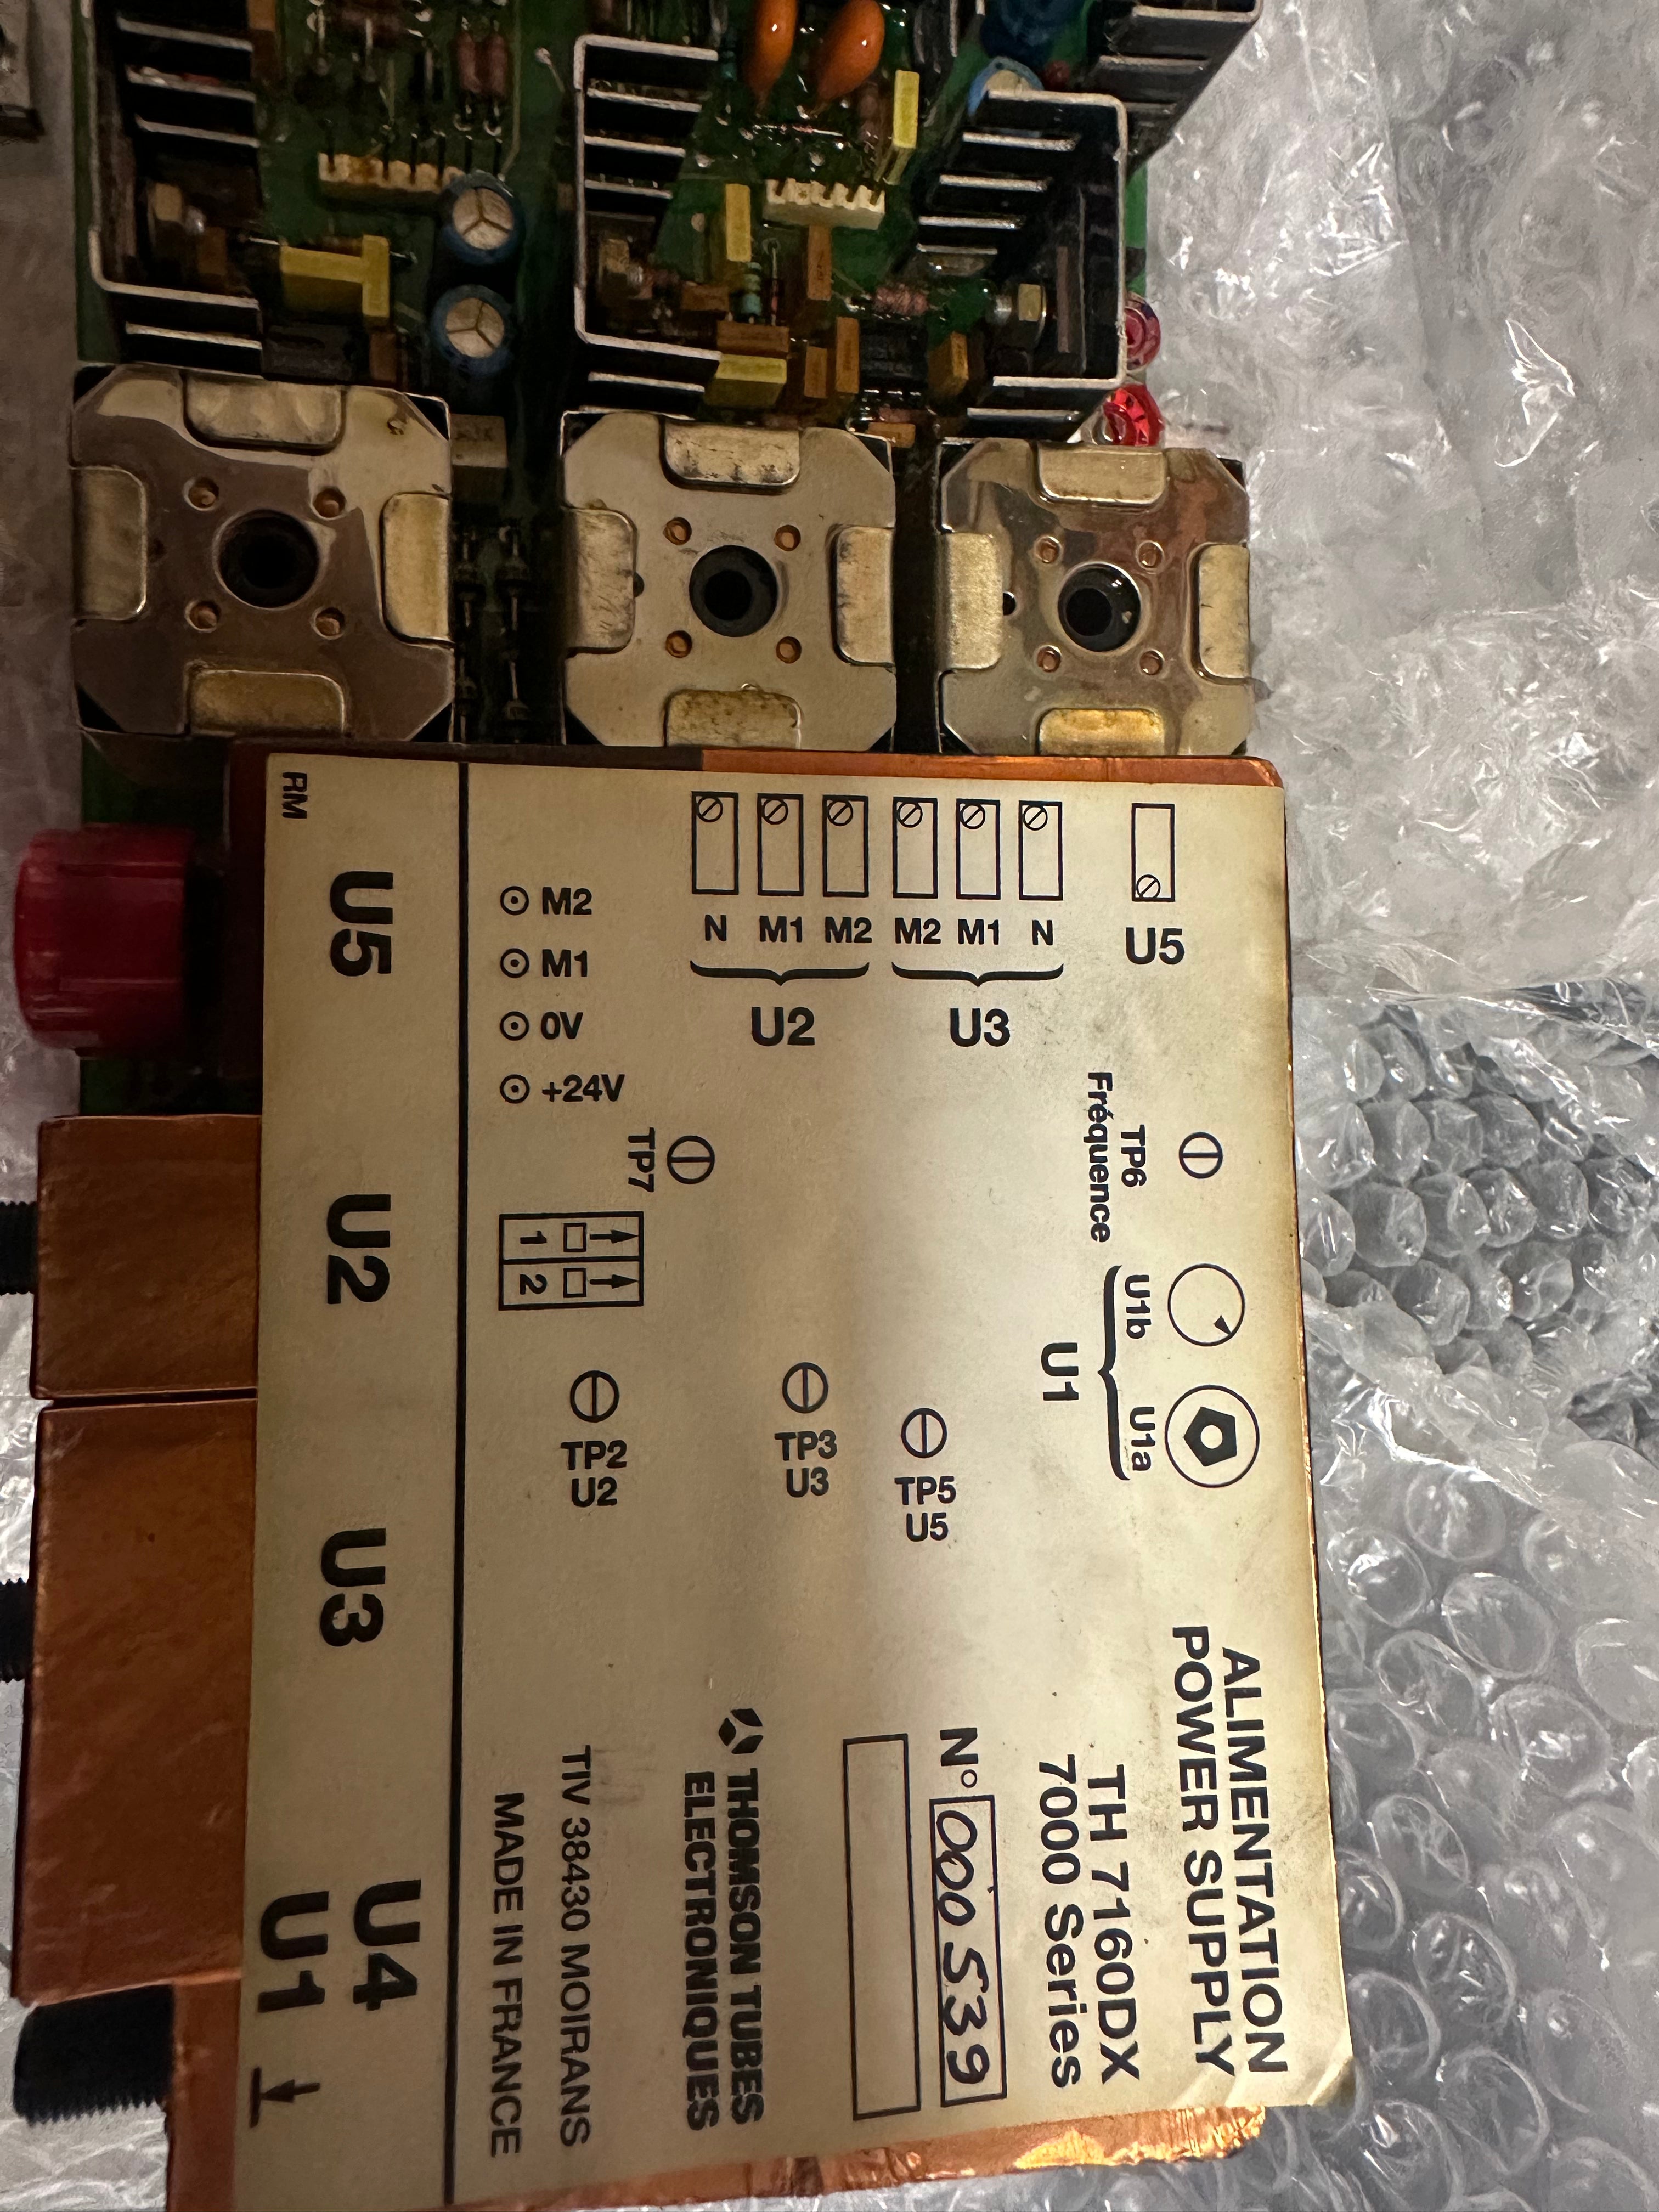 ALIMENTATION
POWER SUPPLY
TH 7160DX
7000 Series
N° 000539
THOMSON TUBES
ELECTRONIQUES
TIV 38430 MOIRANS
MADE IN FRANCE
U5
N M1 M2 M2 M1 N
U2 U3
M2
M1
0V
+24V
TP6
Fréquence
TP7
1 2
U1b U1a
U1
TP2
U2
TP3
U3
TP5
U5
RM
U5
U2
U3
U4
U1